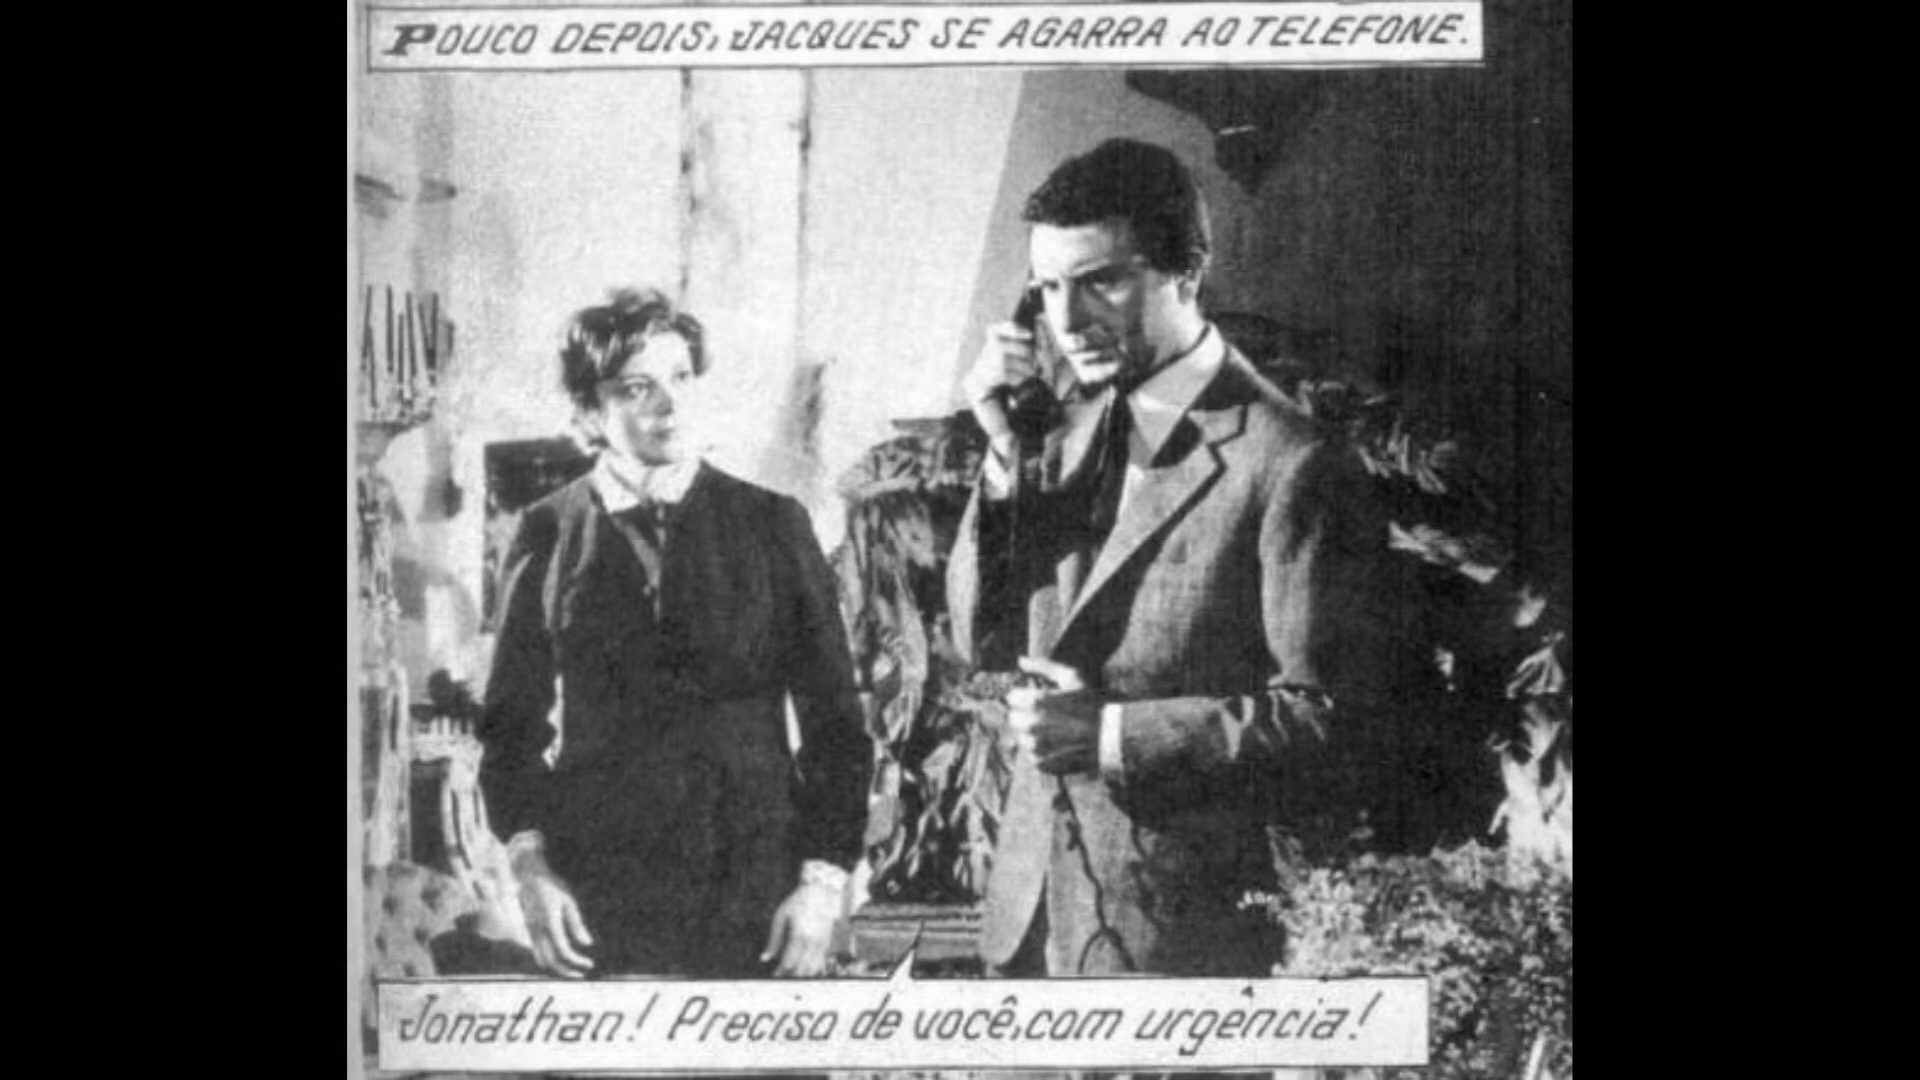 POUCO DEPOIS, JACQUES SE AGARRA AO TELEFONE.
Jonathan! Preciso de você, com urgência!